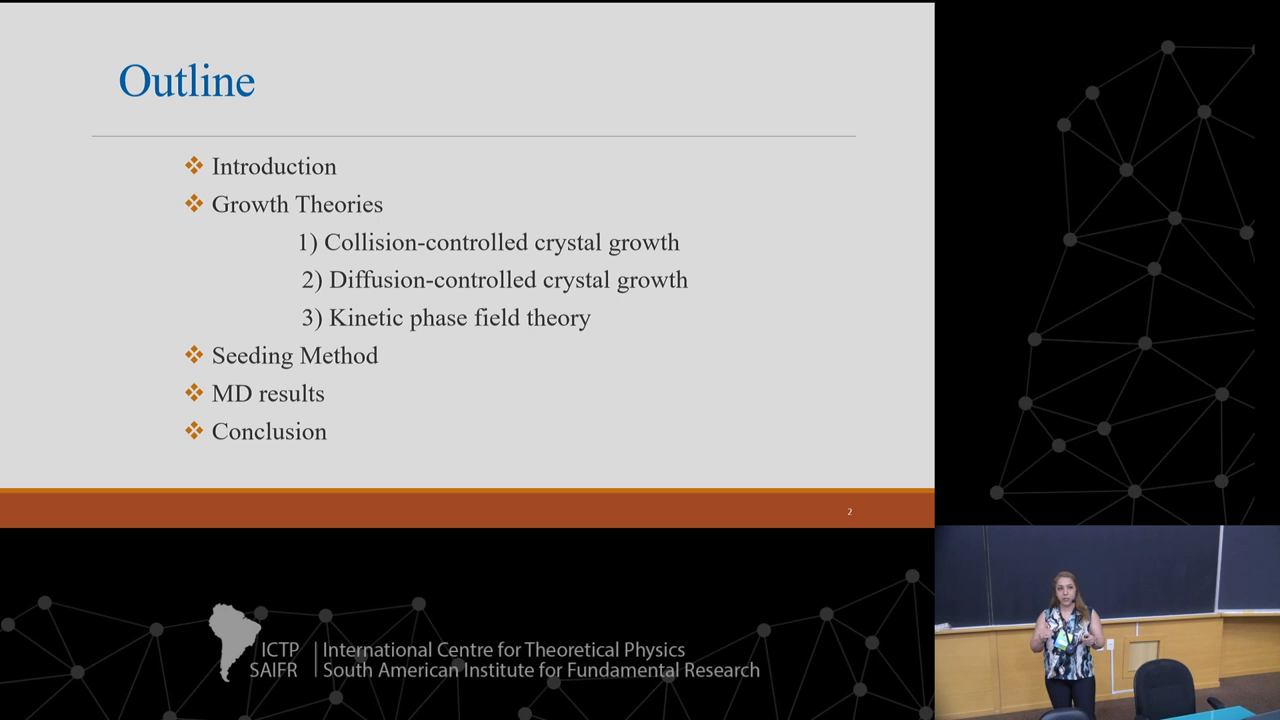 Outline
Introduction
Growth Theories
1) Collision-controlled crystal growth
2) Diffusion-controlled crystal growth
3) Kinetic phase field theory
Seeding Method
MD results
Conclusion
2
ICTP | International Centre for Theoretical Physics
SAIFR | South American Institute for Fundamental Research